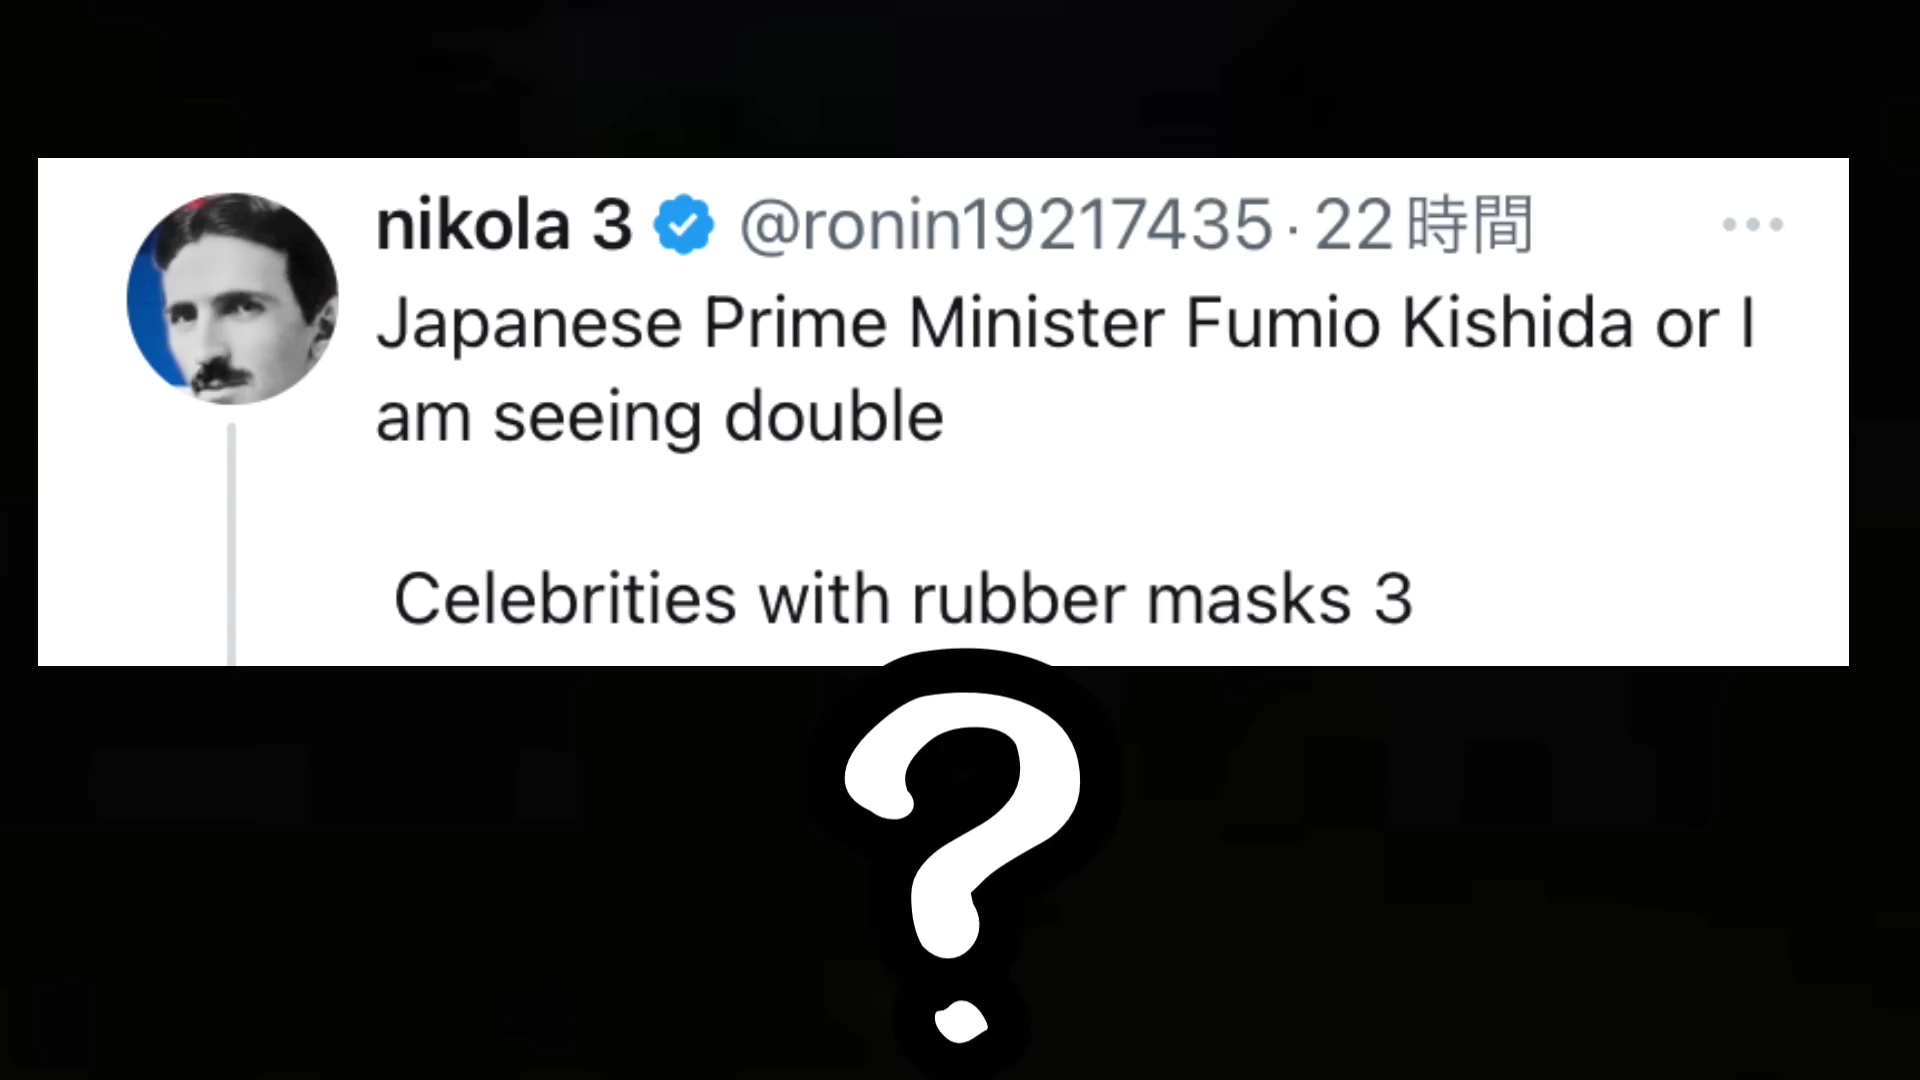 nikola 3 @ronin19217435 · 22時間
Japanese Prime Minister Fumio Kishida or I
am seeing double
Celebrities with rubber masks 3
?